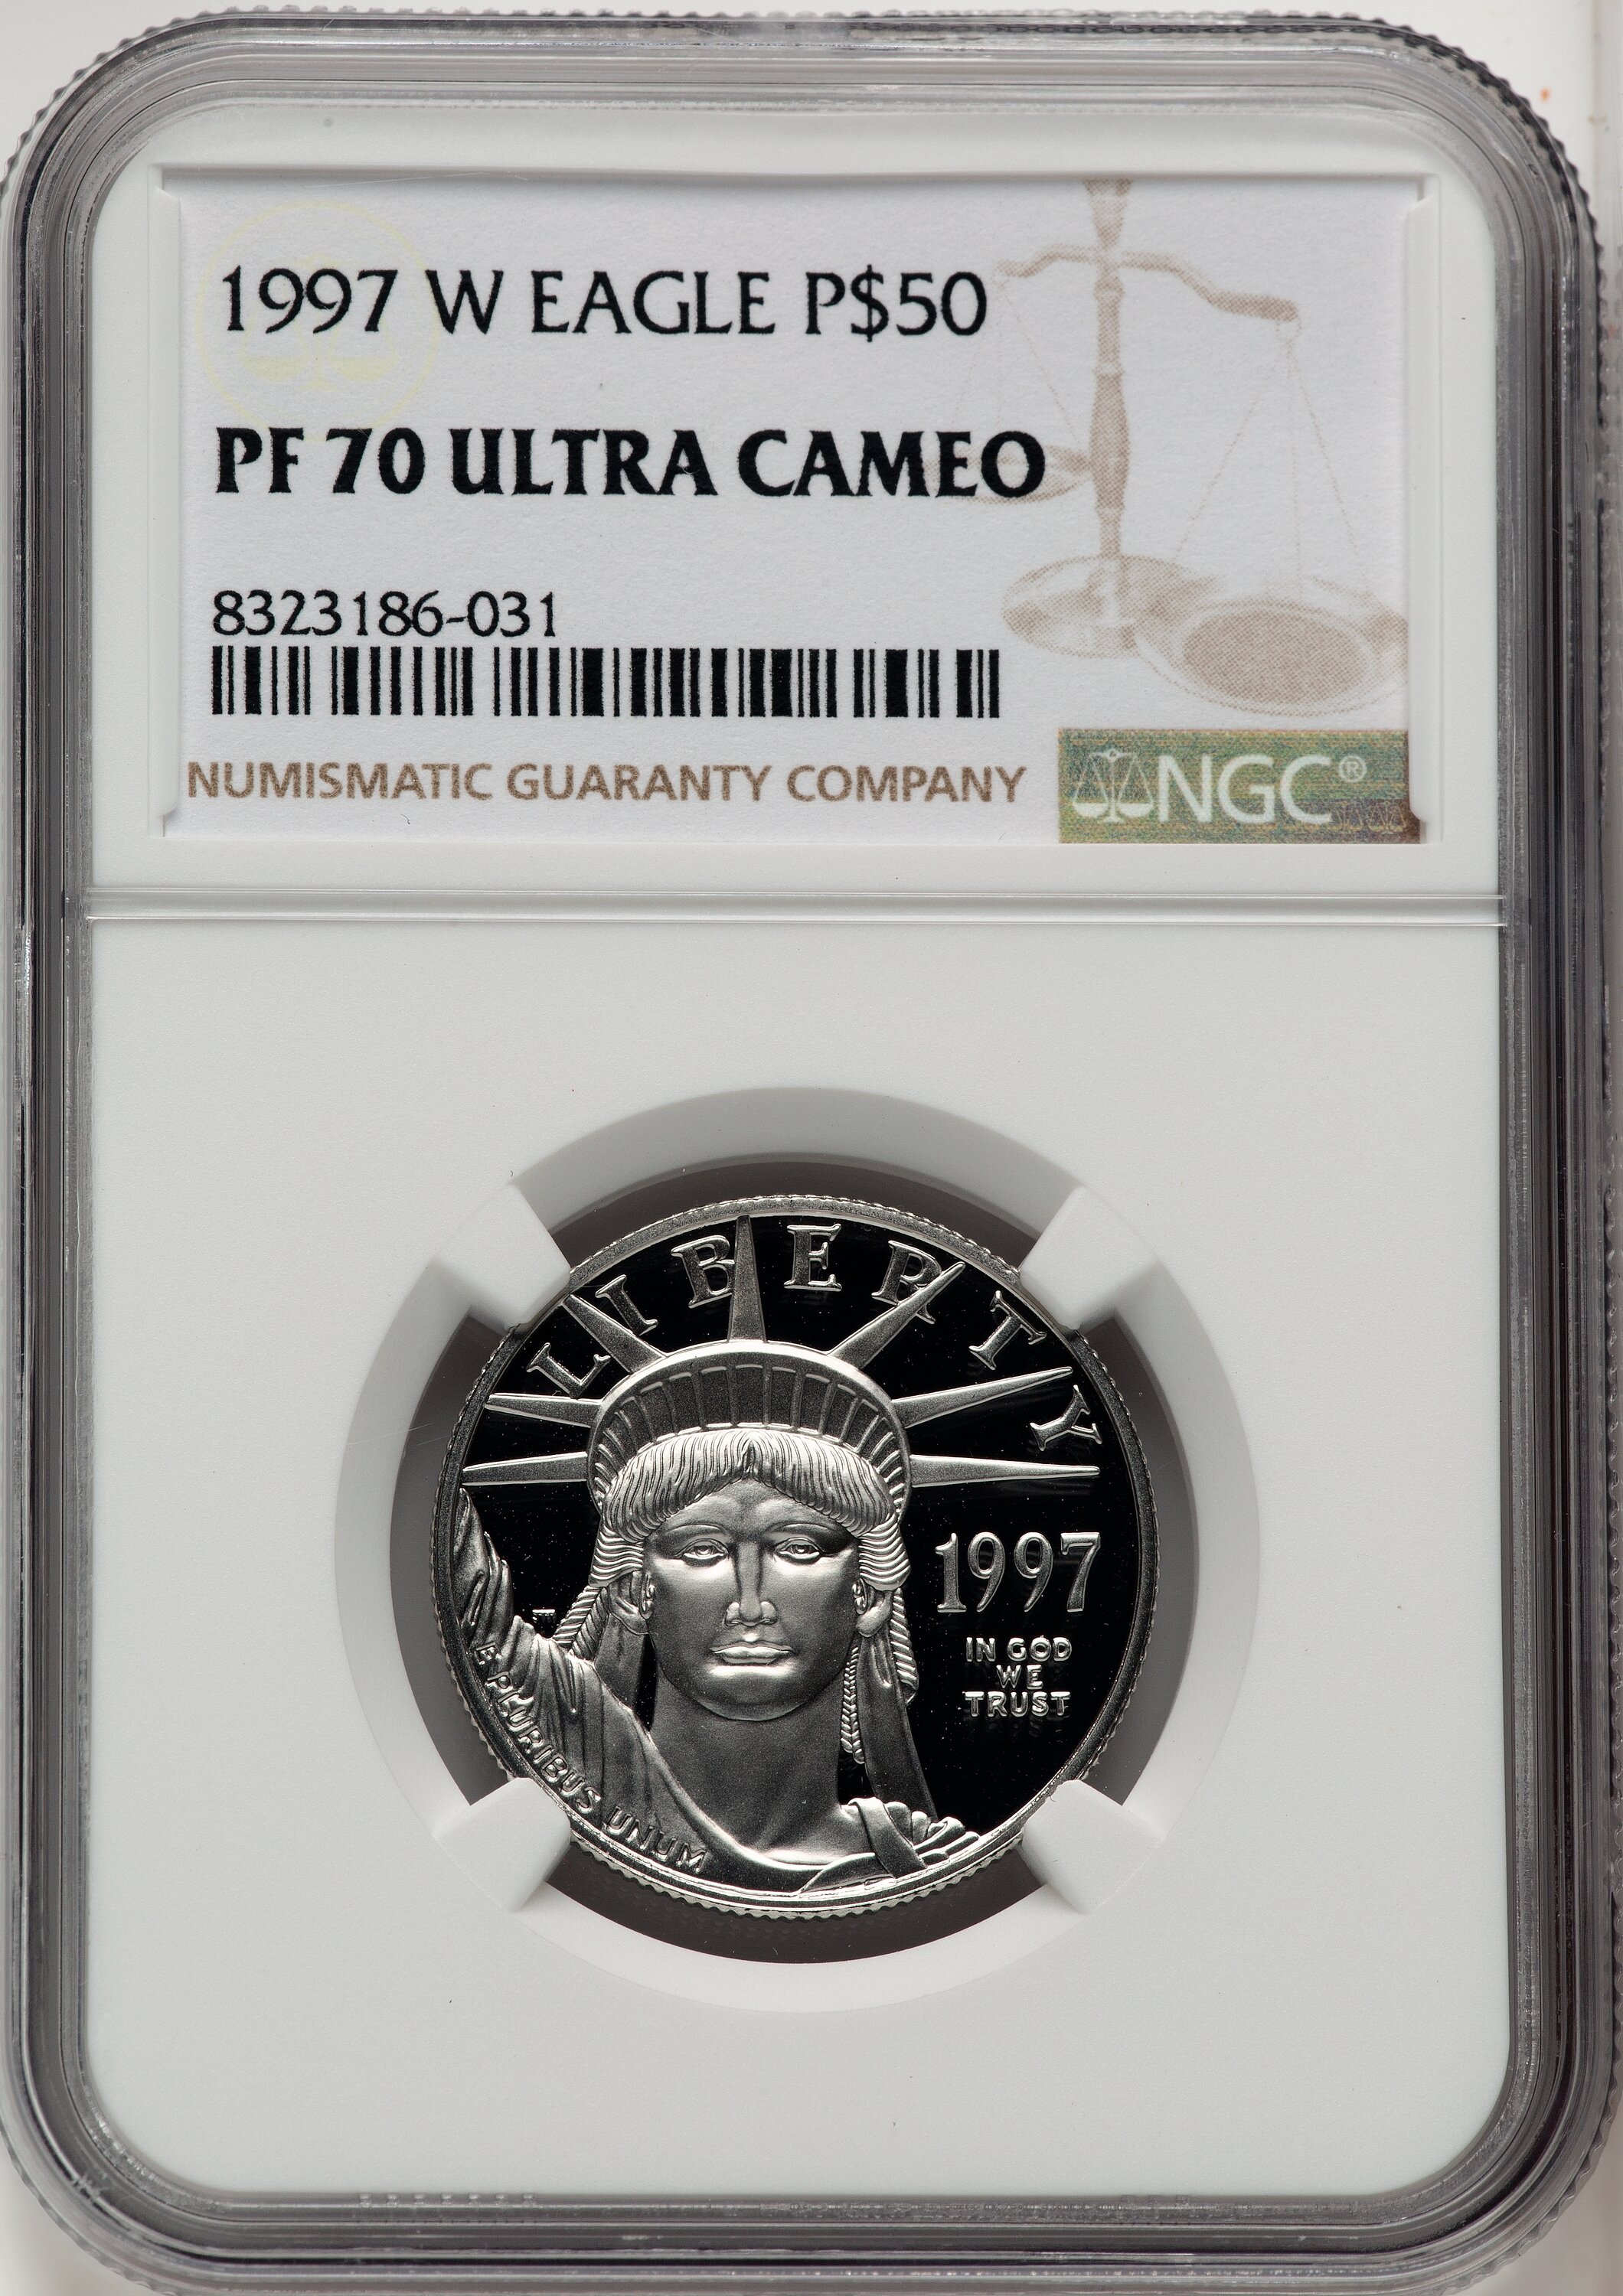 1997 W EAGLE P$50
PF 70 ULTRA CAMEO
8323186-031
NUMISMATIC GUARANTY COMPANY
NGC®
LIBERTY
1997
IN GOD
WE
TRUST
E PLURIBUS UNUM